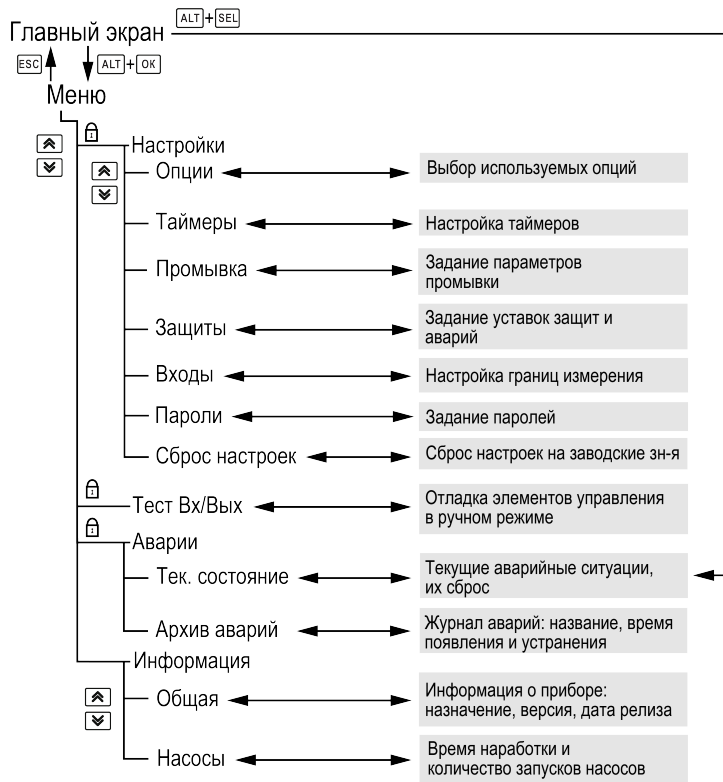 ALT+SEL
Главный экран
ESC ALT+OK
Меню
Настройки
Опции Выбор используемых опций
Таймеры Настройка таймеров
Промывка Задание параметров
промывки
Защиты Задание уставок защит и
аварий
Входы Настройка границ измерения
Пароли Задание паролей
Сброс настроек Сброс настроек на заводские зн-я
Тест Вх/Вых Отладка элементов управления
в ручном режиме
Аварии
Тек. состояние Текущие аварийные ситуации,
их сброс
Архив аварий Журнал аварий: название, время
появления и устранения
Информация
Общая Информация о приборе:
назначение, версия, дата релиза
Насосы Время наработки и
количество запусков насосов